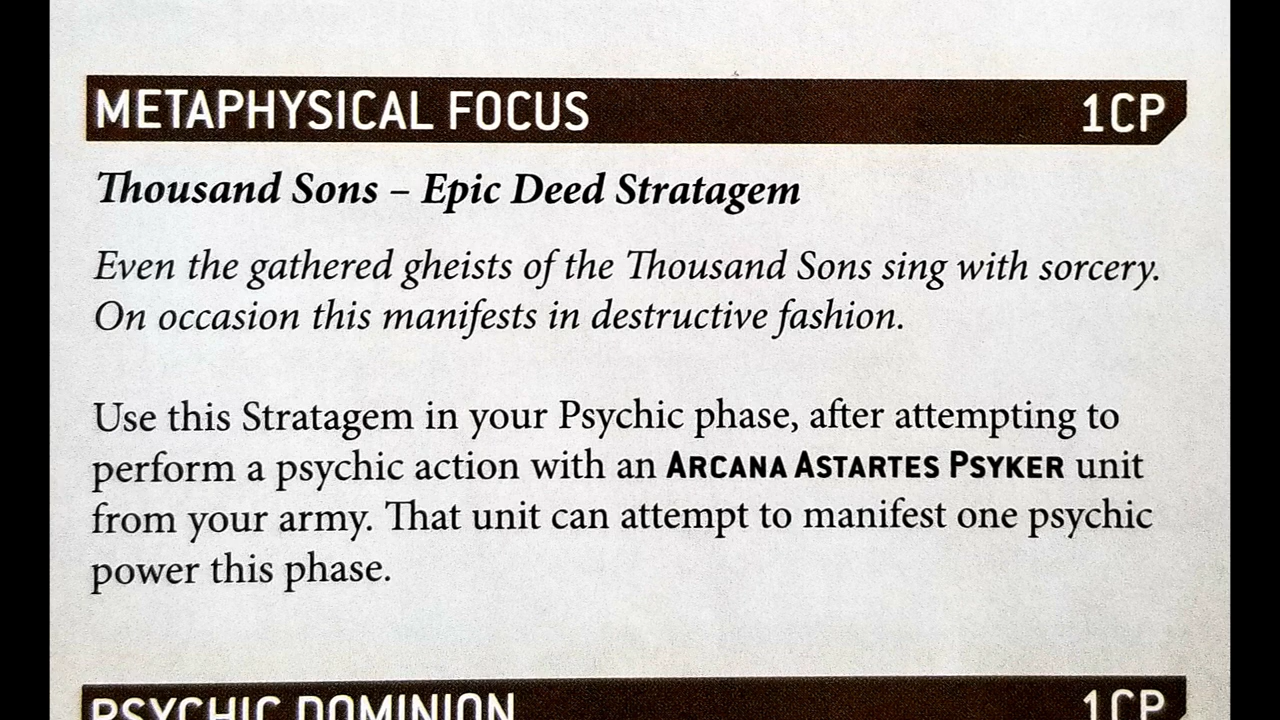 METAPHYSICAL FOCUS 1CP
Thousand Sons – Epic Deed Stratagem
Even the gathered gheists of the Thousand Sons sing with sorcery.
On occasion this manifests in destructive fashion.
Use this Stratagem in your Psychic phase, after attempting to
perform a psychic action with an ARCANA ASTARTES PSYKER unit
from your army. That unit can attempt to manifest one psychic
power this phase.
PSYCHIC DOMINION 1CP